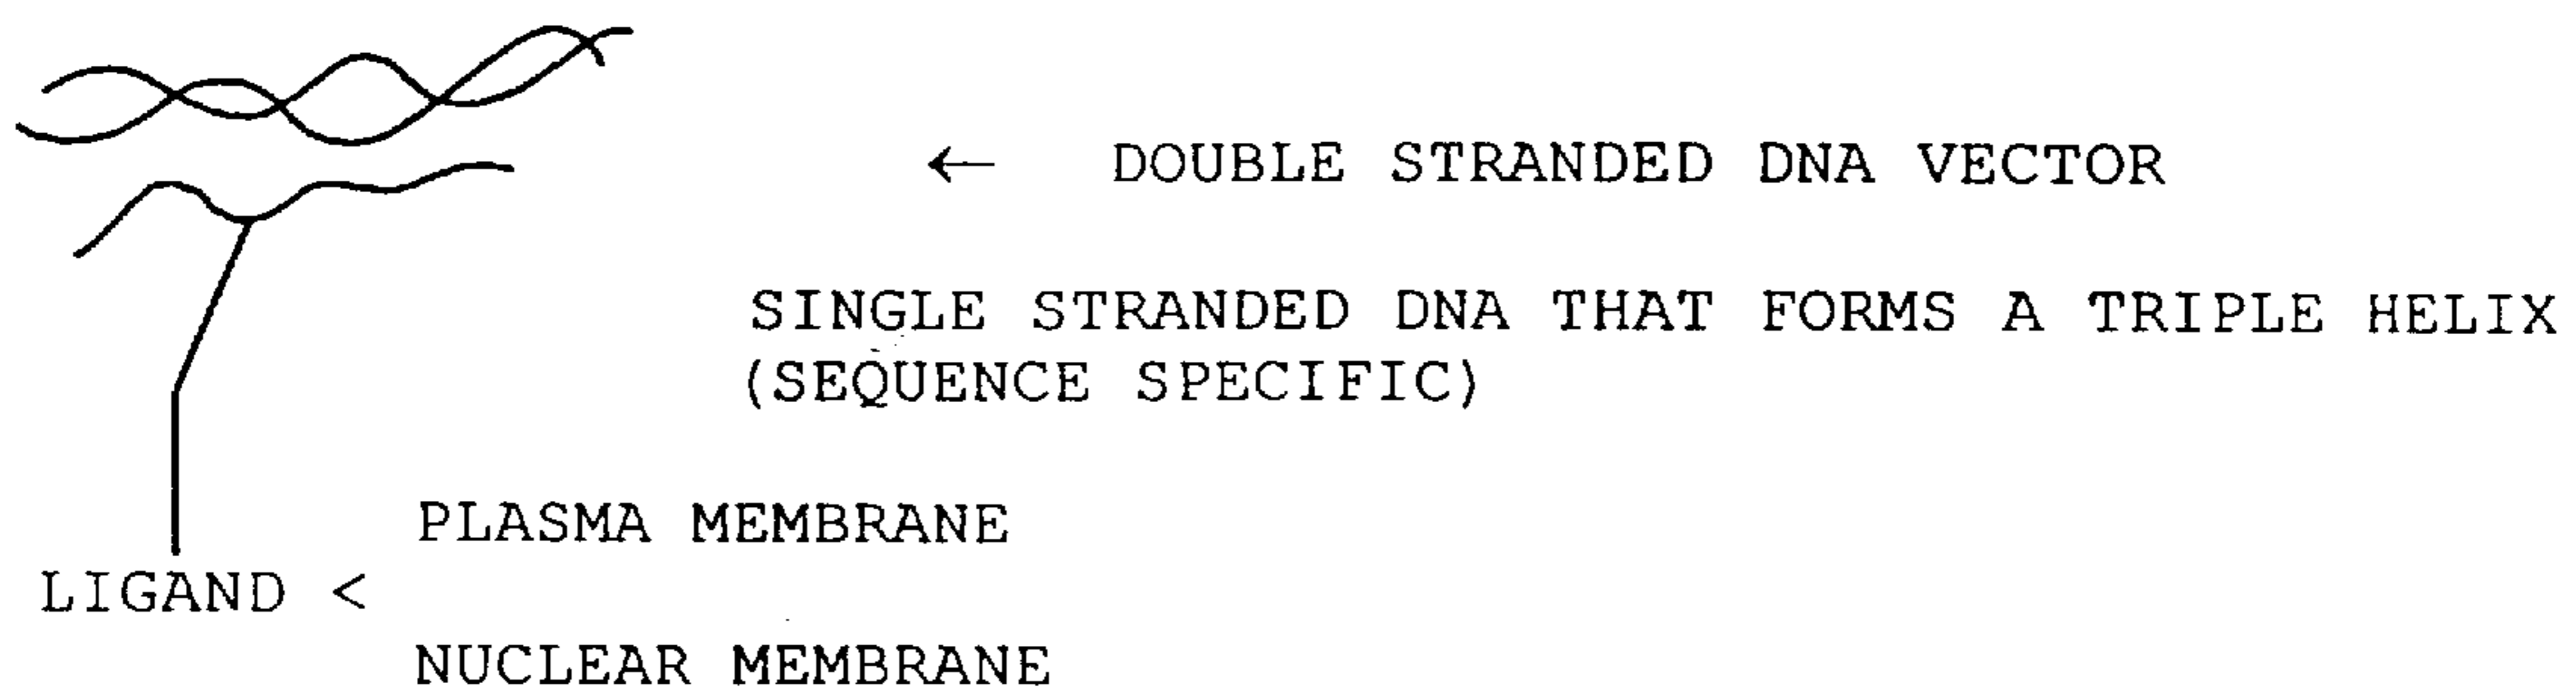 ← DOUBLE STRANDED DNA VECTOR
SINGLE STRANDED DNA THAT FORMS A TRIPLE HELIX
(SEQUENCE SPECIFIC)
PLASMA MEMBRANE
LIGAND <
NUCLEAR MEMBRANE